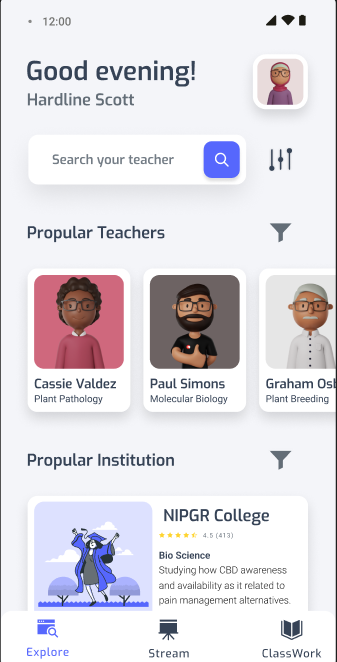 12:00
Good evening!
Hardline Scott
Search your teacher
Propular Teachers
Cassie Valdez
Plant Pathology
Paul Simons
Molecular Biology
Graham Osb
Plant Breeding
Propular Institution
NIPGR College
4.5 (413)
Bio Science
Studying how CBD awareness
and availability as it related to
pain management alternatives.
Explore
Stream
ClassWork